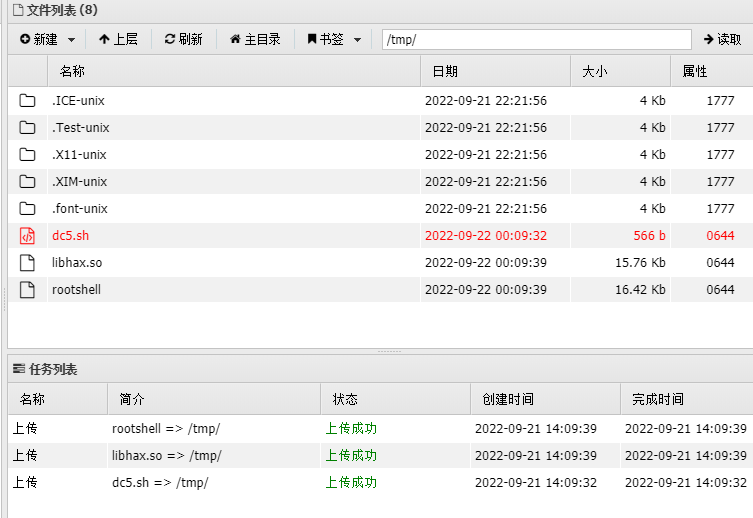 文件列表 (8)
新建 上层 刷新 主目录 书签 /tmp/ 读取
名称 日期 大小 属性
.ICE-unix 2022-09-21 22:21:56 4 Kb 1777
.Test-unix 2022-09-21 22:21:56 4 Kb 1777
.X11-unix 2022-09-21 22:21:56 4 Kb 1777
.XIM-unix 2022-09-21 22:21:56 4 Kb 1777
.font-unix 2022-09-21 22:21:56 4 Kb 1777
dc5.sh 2022-09-22 00:09:32 566 b 0644
libhax.so 2022-09-22 00:09:39 15.76 Kb 0644
rootshell 2022-09-22 00:09:39 16.42 Kb 0644
任务列表
名称 简介 状态 创建时间 完成时间
上传 rootshell => /tmp/ 上传成功 2022-09-21 14:09:39 2022-09-21 14:09:39
上传 libhax.so => /tmp/ 上传成功 2022-09-21 14:09:39 2022-09-21 14:09:39
上传 dc5.sh => /tmp/ 上传成功 2022-09-21 14:09:32 2022-09-21 14:09:32